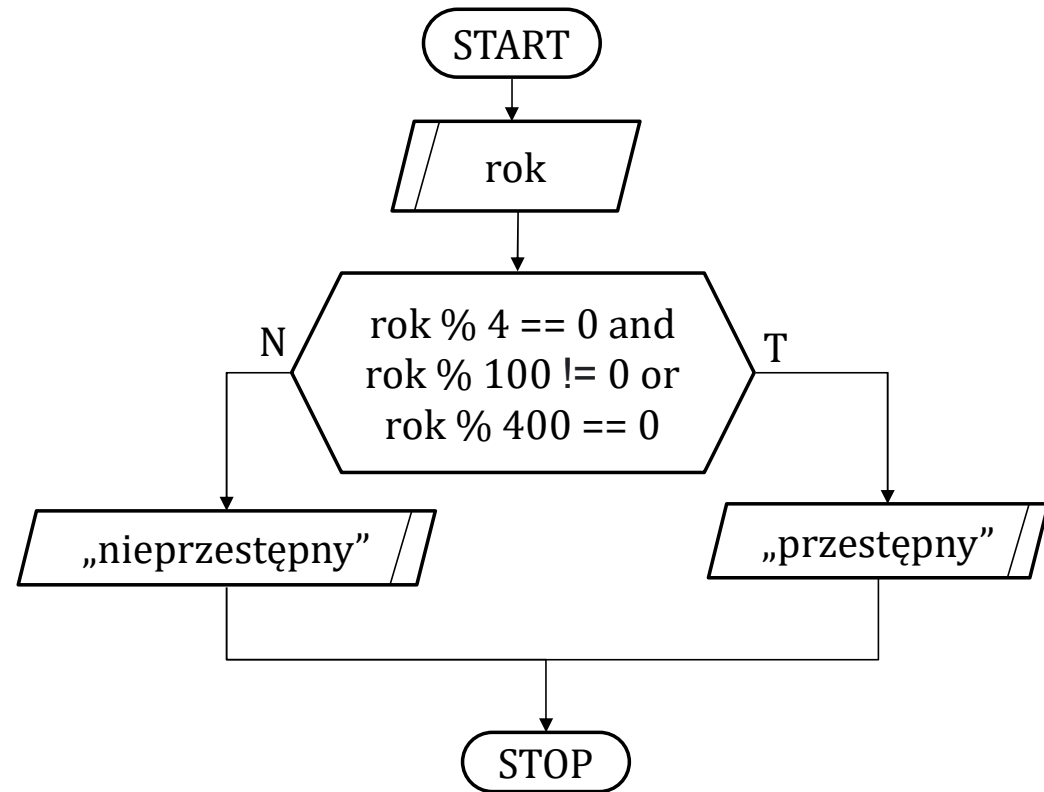 START
rok
rok % 4 == 0 and
rok % 100 != 0 or
rok % 400 == 0
N
T
„nieprzestępny”
„przestępny”
STOP